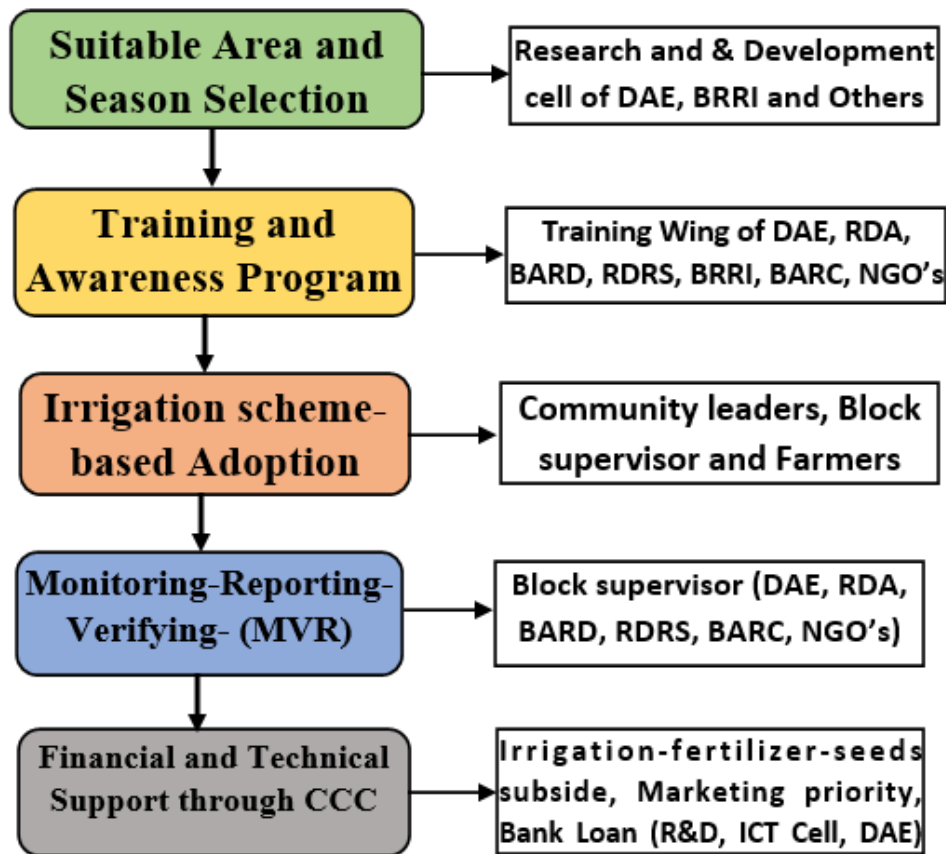 Suitable Area and
Season Selection
Research and & Development
cell of DAE, BRRI and Others
Training and
Awareness Program
Training Wing of DAE, RDA,
BARD, RDRS, BRRI, BARC, NGO's
Irrigation scheme-
based Adoption
Community leaders, Block
supervisor and Farmers
Monitoring-Reporting-
Verifying- (MVR)
Block supervisor (DAE, RDA,
BARD, RDRS, BARC, NGO's)
Financial and Technical
Support through CCC
Irrigation-fertilizer-seeds
subside, Marketing priority,
Bank Loan (R&D, ICT Cell, DAE)